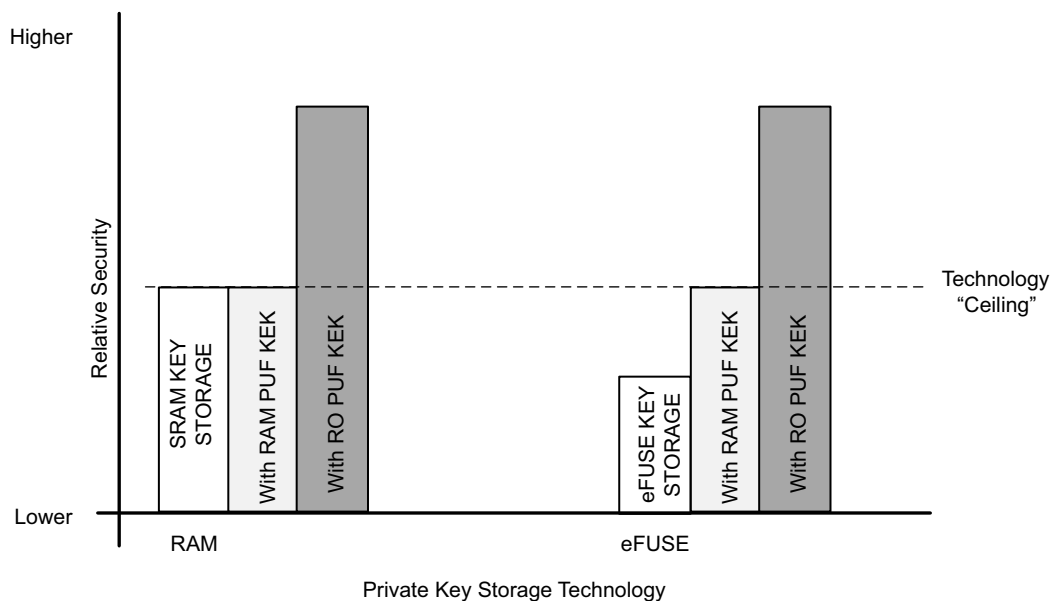 Higher
Relative Security
Lower
SRAM KEY
STORAGE
With RAM PUF KEK
With RO PUF KEK
eFUSE KEY
STORAGE
With RAM PUF KEK
With RO PUF KEK
Technology
“Ceiling”
RAM
eFUSE
Private Key Storage Technology